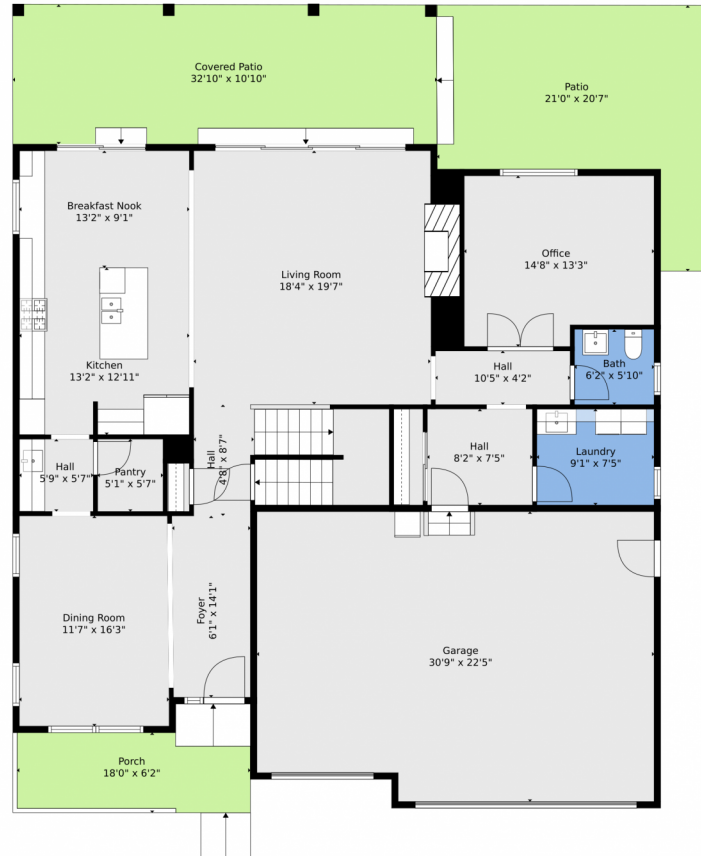 Covered Patio
32'10" x 10'10"
Patio
21'0" x 20'7"
Breakfast Nook
13'2" x 9'1"
Office
14'8" x 13'3"
Living Room
18'4" x 19'7"
Kitchen
13'2" x 12'11"
Hall
10'5" x 4'2"
Bath
6'2" x 5'10"
Hall
4'8" x 8'7"
Hall
8'2" x 7'5"
Laundry
9'1" x 7'5"
Hall
5'9" x 5'7"
Pantry
5'1" x 5'7"
Foyer
6'1" x 14'1"
Dining Room
11'7" x 16'3"
Garage
30'9" x 22'5"
Porch
18'0" x 6'2"